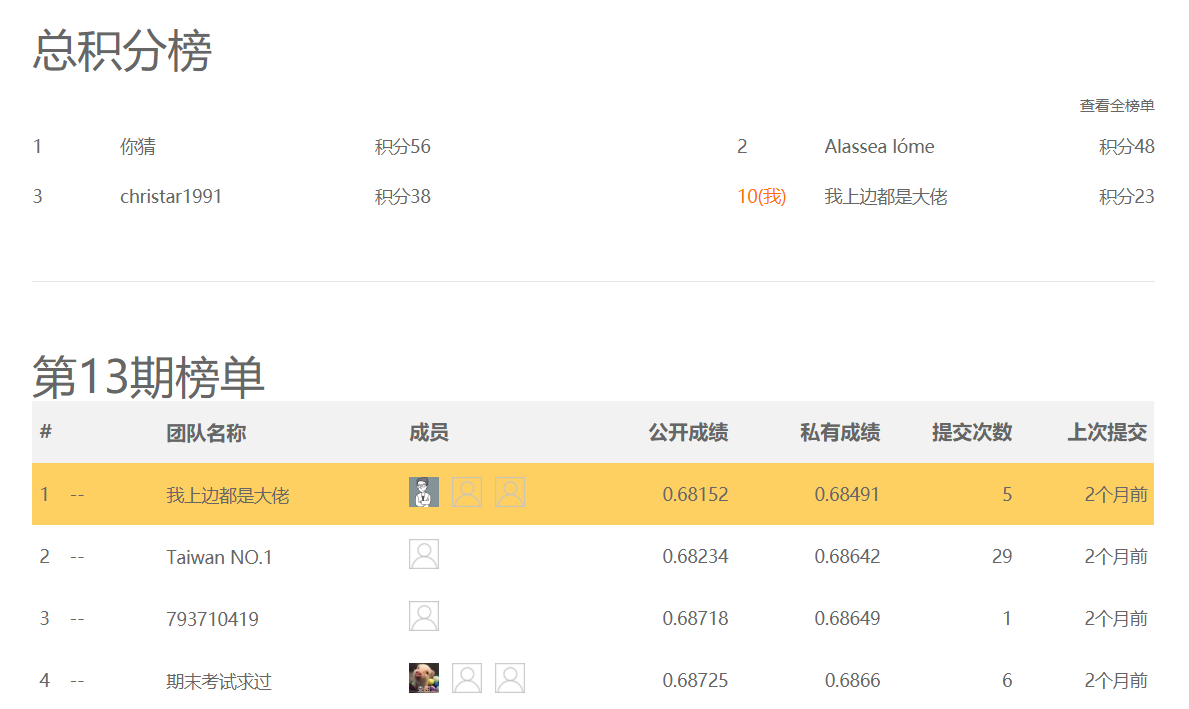 总积分榜
查看全榜单
1 你猜 积分56 2 Alassea lóme 积分48
3 christar1991 积分38 10(我) 我上边都是大佬 积分23
第13期榜单
# 团队名称 成员 公开成绩 私有成绩 提交次数 上次提交
1 -- 我上边都是大佬 0.68152 0.68491 5 2个月前
2 -- Taiwan NO.1 0.68234 0.68642 29 2个月前
3 -- 793710419 0.68718 0.68649 1 2个月前
4 -- 期末考试求过 0.68725 0.6866 6 2个月前